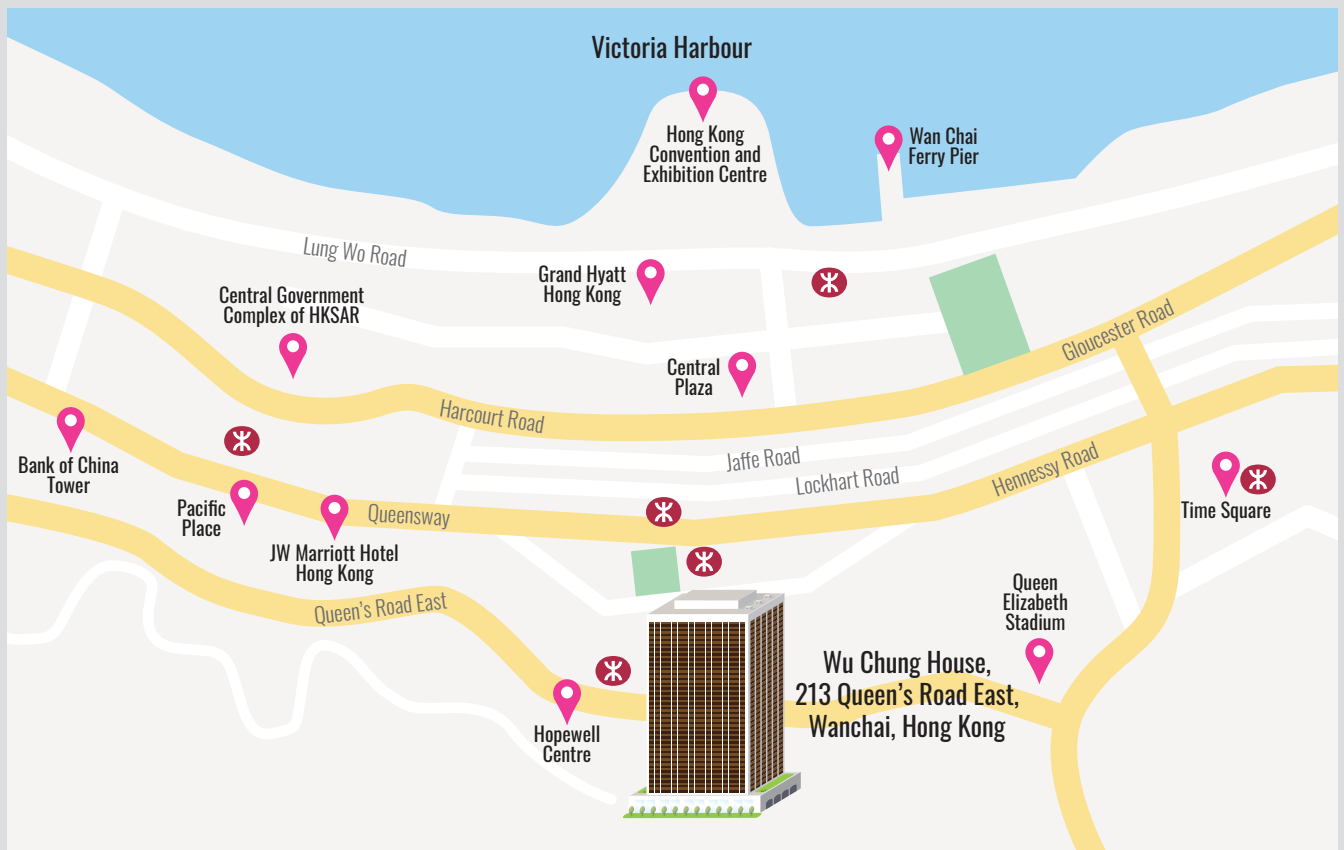 Victoria Harbour
Hong Kong
Convention and
Exhibition Centre
Wan Chai
Ferry Pier
Lung Wo Road
Grand Hyatt
Hong Kong
Central Government
Complex of HKSAR
Gloucester Road
Central
Plaza
Harcourt Road
Jaffe Road
Lockhart Road
Hennessy Road
Bank of China
Tower
Pacific
Place
Queensway
Time Square
JW Marriott Hotel
Hong Kong
Queen's Road East
Queen
Elizabeth
Stadium
Wu Chung House,
213 Queen's Road East,
Wanchai, Hong Kong
Hopewell
Centre